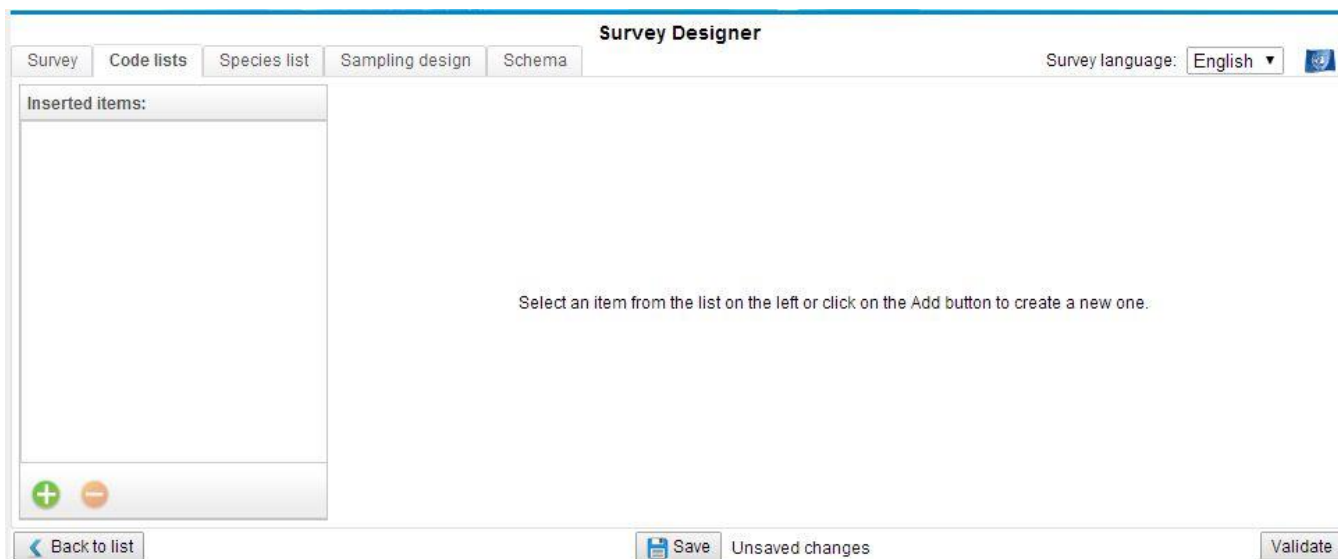 Survey Designer
Survey Code lists Species list Sampling design Schema Survey language: English
Inserted items:
Select an item from the list on the left or click on the Add button to create a new one.
Back to list Save Unsaved changes Validate